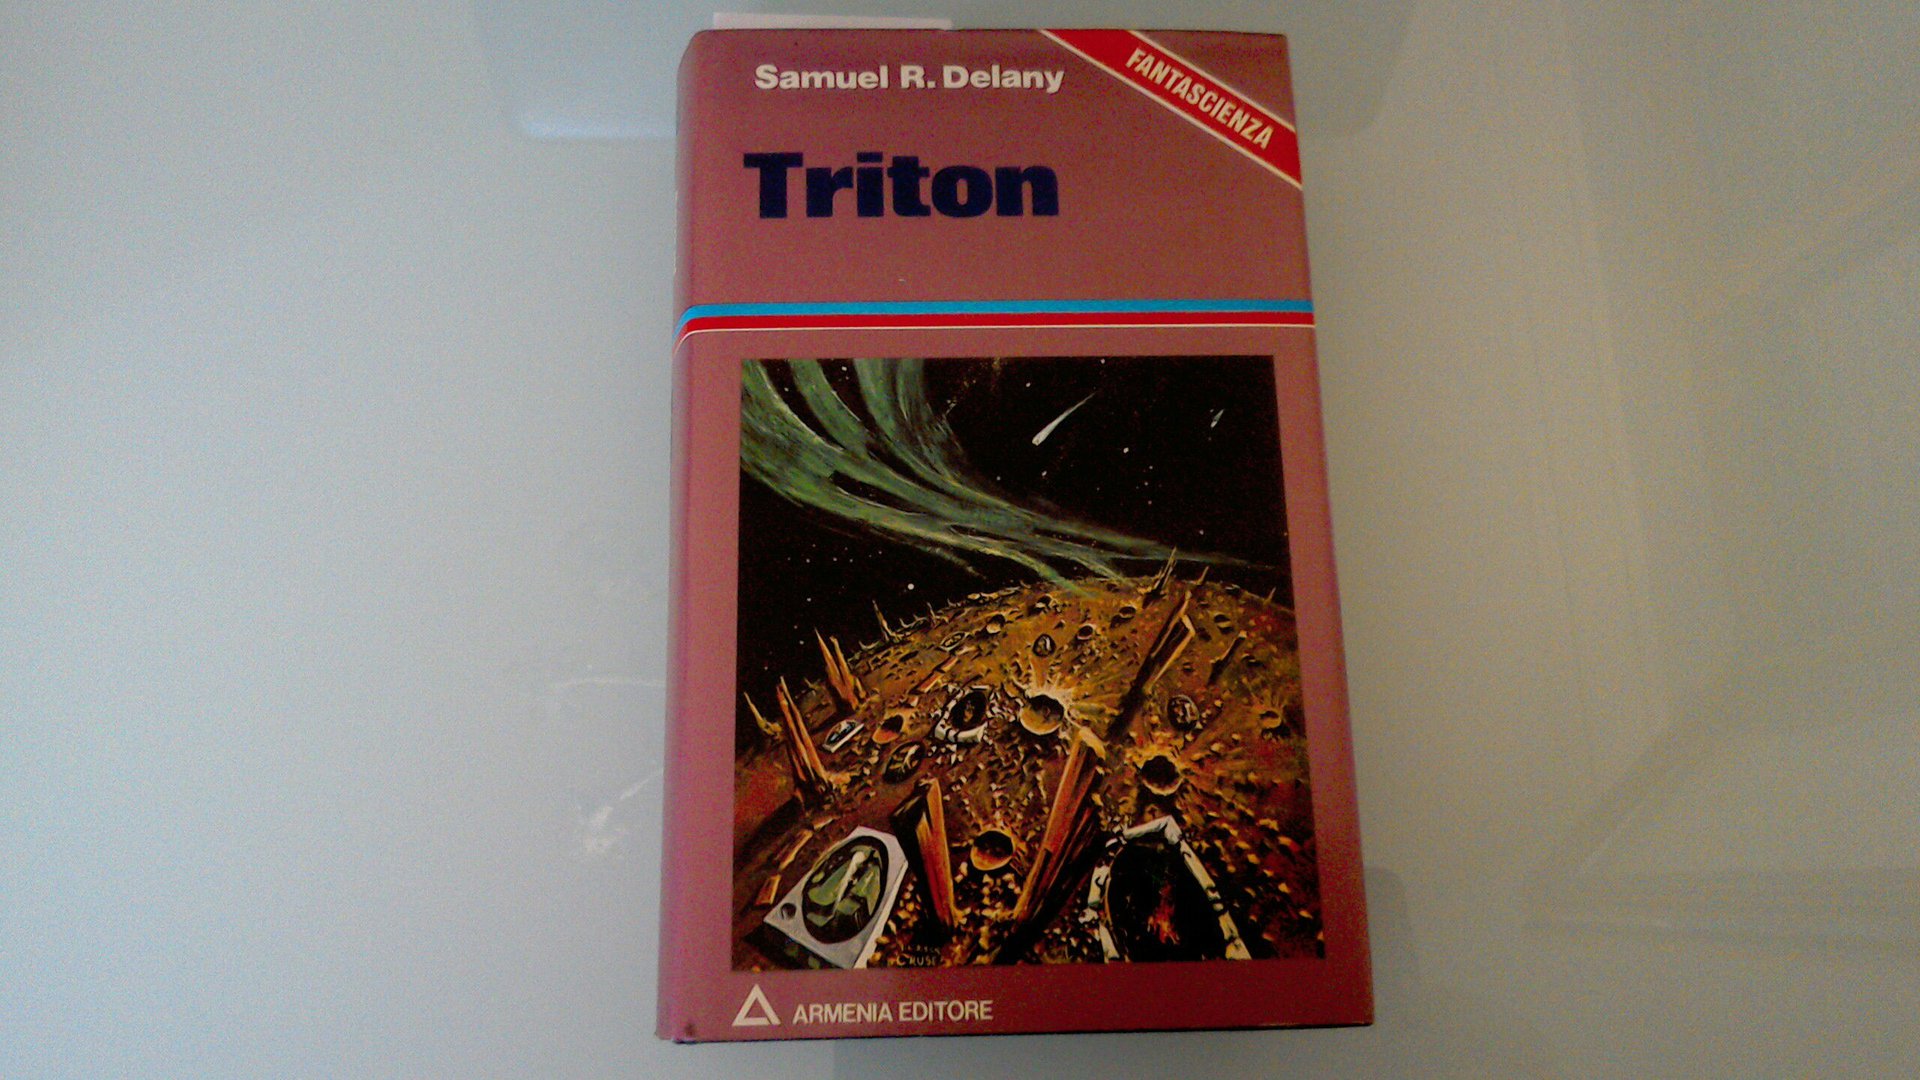 Samuel R. Delany
FANTASCIENZA
Triton
ARMENIA EDITORE